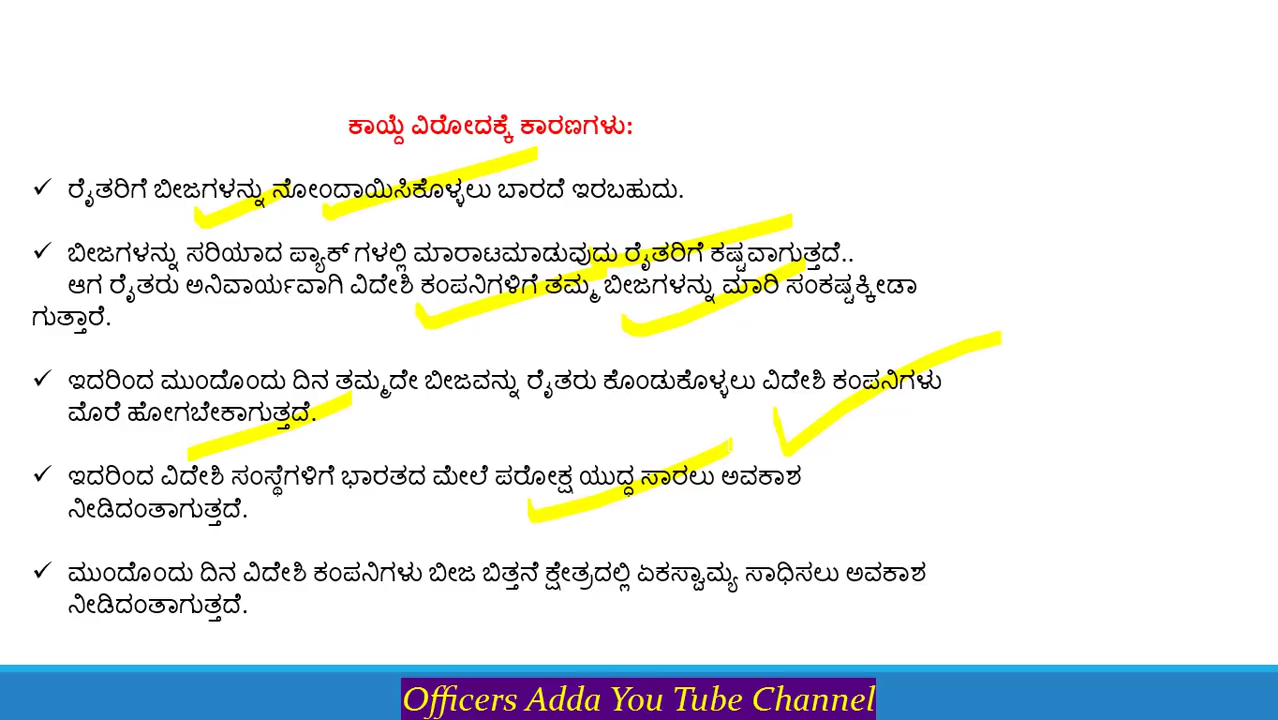 ಕಾಯ್ದೆ ವಿರೋದಕ್ಕೆ ಕಾರಣಗಳು:
✓ ರೈತರಿಗೆ ಬೀಜಗಳನ್ನು ನೋಂದಾಯಿಸಿಕೊಳ್ಳಲು ಬಾರದೆ ಇರಬಹುದು.
✓ ಬೀಜಗಳನ್ನು ಸರಿಯಾದ ಪ್ಯಾಕ್ ಗಳಲ್ಲಿ ಮಾರಾಟಮಾಡುವುದು ರೈತರಿಗೆ ಕಷ್ಟವಾಗುತ್ತದೆ..
ಆಗ ರೈತರು ಅನಿವಾರ್ಯವಾಗಿ ವಿದೇಶಿ ಕಂಪನಿಗಳಿಗೆ ತಮ್ಮ ಬೀಜಗಳನ್ನು ಮಾರಿ ಸಂಕಷ್ಟಕ್ಕೀಡಾ
ಗುತ್ತಾರೆ.
✓ ಇದರಿಂದ ಮುಂದೊಂದು ದಿನ ತಮ್ಮದೇ ಬೀಜವನ್ನು ರೈತರು ಕೊಂಡುಕೊಳ್ಳಲು ವಿದೇಶಿ ಕಂಪನಿಗಳು
ಮೊರೆ ಹೋಗಬೇಕಾಗುತ್ತದೆ.
✓ ಇದರಿಂದ ವಿದೇಶಿ ಸಂಸ್ಥೆಗಳಿಗೆ ಭಾರತದ ಮೇಲೆ ಪರೋಕ್ಷ ಯುದ್ಧ ಸಾರಲು ಅವಕಾಶ
ನೀಡಿದಂತಾಗುತ್ತದೆ.
✓ ಮುಂದೊಂದು ದಿನ ವಿದೇಶಿ ಕಂಪನಿಗಳು ಬೀಜ ಬಿತ್ತನೆ ಕ್ಷೇತ್ರದಲ್ಲಿ ಏಕಸ್ವಾಮ್ಯ ಸಾಧಿಸಲು ಅವಕಾಶ
ನೀಡಿದಂತಾಗುತ್ತದೆ.
Officers Adda You Tube Channel